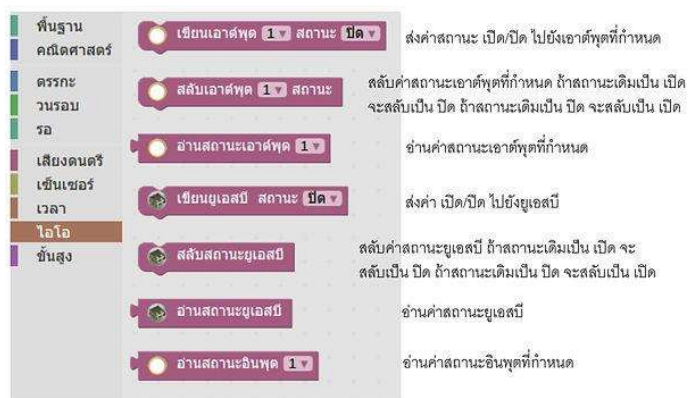 พื้นฐาน
คณิตศาสตร์
ตรรกะ
วนรอบ
รอ
เสียงดนตรี
เซ็นเซอร์
เวลา
ไอโอ
ขั้นสูง
เขียนเอาต์พุต 1 สถานะ ปิด
ส่งค่าสถานะ เปิด/ปิด ไปยังเอาต์พุตที่กำหนด
สลับเอาต์พุต 1 สถานะ
สลับค่าสถานะเอาต์พุตที่กำหนด ถ้าสถานะเดิมเป็น เปิด
จะสลับเป็น ปิด ถ้าสถานะเดิมเป็น ปิด จะสลับเป็น เปิด
อ่านสถานะเอาต์พุต 1
อ่านค่าสถานะเอาต์พุตที่กำหนด
เขียนยูเอสบี สถานะ ปิด
ส่งค่า เปิด/ปิด ไปยังยูเอสบี
สลับสถานะยูเอสบี
สลับค่าสถานะยูเอสบี ถ้าสถานะเดิมเป็น เปิด จะ
สลับเป็น ปิด ถ้าสถานะเดิมเป็น ปิด จะสลับเป็น เปิด
อ่านสถานะยูเอสบี
อ่านค่าสถานะยูเอสบี
อ่านสถานะอินพุต 1
อ่านค่าสถานะอินพุตที่กำหนด